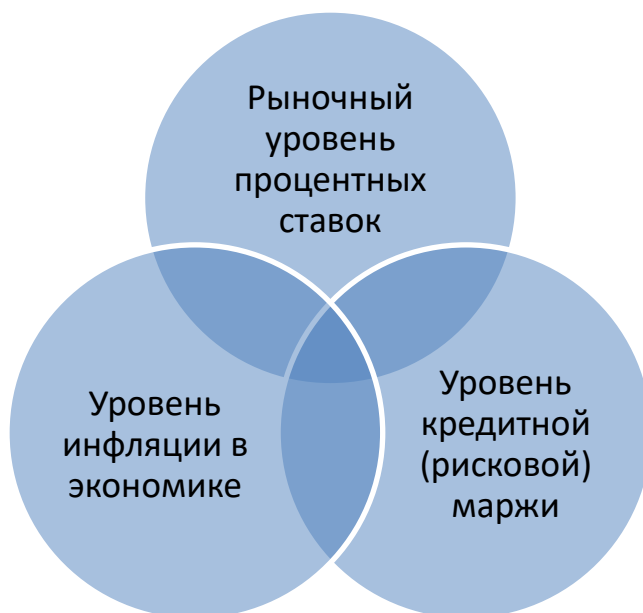 Рыночный
уровень
процентных
ставок
Уровень
инфляции в
экономике
Уровень
кредитной
(рисковой)
маржи